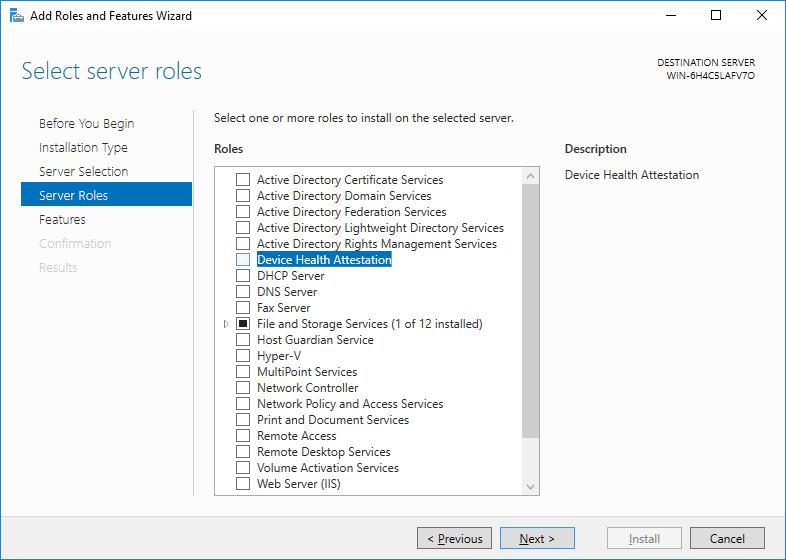 Add Roles and Features Wizard
Select server roles
DESTINATION SERVER
WIN-6H4C5LAFV7O
Before You Begin
Installation Type
Server Selection
Server Roles
Features
Confirmation
Results
Select one or more roles to install on the selected server.
Roles
Active Directory Certificate Services
Active Directory Domain Services
Active Directory Federation Services
Active Directory Lightweight Directory Services
Active Directory Rights Management Services
Device Health Attestation
DHCP Server
DNS Server
Fax Server
File and Storage Services (1 of 12 installed)
Host Guardian Service
Hyper-V
MultiPoint Services
Network Controller
Network Policy and Access Services
Print and Document Services
Remote Access
Remote Desktop Services
Volume Activation Services
Web Server (IIS)
Description
Device Health Attestation
< Previous
Next >
Install
Cancel